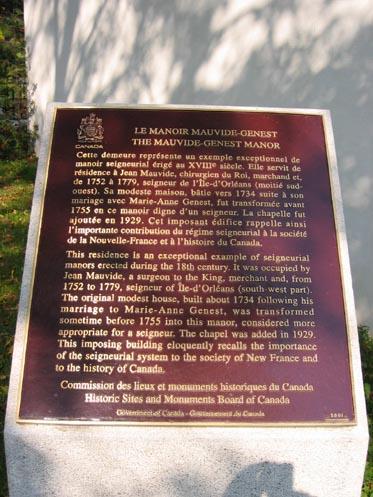 CANADA
LE MANOIR MAUVIDE-GENEST
THE MAUVIDE-GENEST MANOR
Cette demeure représente un exemple exceptionnel de
manoir seigneurial érigé au XVIIIe siècle. Elle servit de
résidence à Jean Mauvide, chirurgien du Roi, marchand et,
de 1752 à 1779, seigneur de l'Île-d'Orléans (moitié sud-
ouest). Sa modeste maison, bâtie vers 1734 suite à son
mariage avec Marie-Anne Genest, fut transformée avant
1755 en ce manoir digne d'un seigneur. La chapelle fut
ajoutée en 1929. Cet imposant édifice rappelle ainsi
l'importante contribution du régime seigneurial à la société
de la Nouvelle-France et à l'histoire du Canada.
This residence is an exceptional example of seigneurial
manors erected during the 18th century. It was occupied by
Jean Mauvide, a surgeon to the King, merchant and, from
1752 to 1779, seigneur of Île-d'Orléans (south-west part).
The original modest house, built about 1734 following his
marriage to Marie-Anne Genest, was transformed
sometime before 1755 into this manor, considered more
appropriate for a seigneur. The chapel was added in 1929.
This imposing building eloquently recalls the importance
of the seigneurial system to the society of New France and
to the history of Canada.
Commission des lieux et monuments historiques du Canada
Historic Sites and Monuments Board of Canada
Government of Canada - Gouvernement du Canada
2001